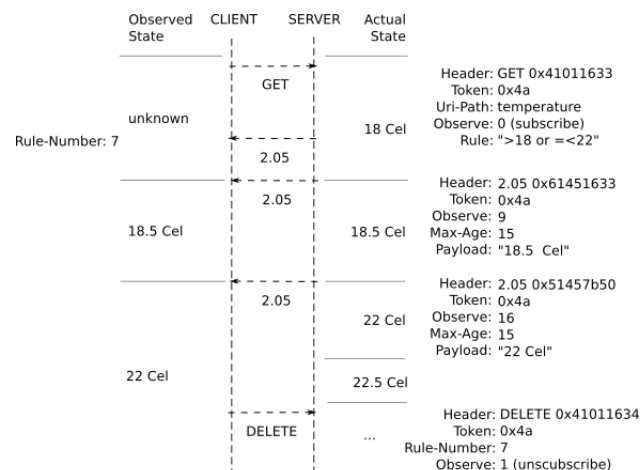 Observed State
CLIENT
SERVER
Actual State
GET
Header: GET 0x41011633
Token: 0x4a
Uri-Path: temperature
Observe: 0 (subscribe)
Rule: ">18 or =<22"
unknown
18 Cel
Rule-Number: 7
2.05
2.05
Header: 2.05 0x61451633
Token: 0x4a
Observe: 9
Max-Age: 15
Payload: "18.5 Cel"
18.5 Cel
18.5 Cel
2.05
Header: 2.05 0x51457b50
Token: 0x4a
Observe: 16
Max-Age: 15
Payload: "22 Cel"
22 Cel
22 Cel
22.5 Cel
DELETE
...
Header: DELETE 0x41011634
Token: 0x4a
Rule-Number: 7
Observe: 1 (unscubscribe)